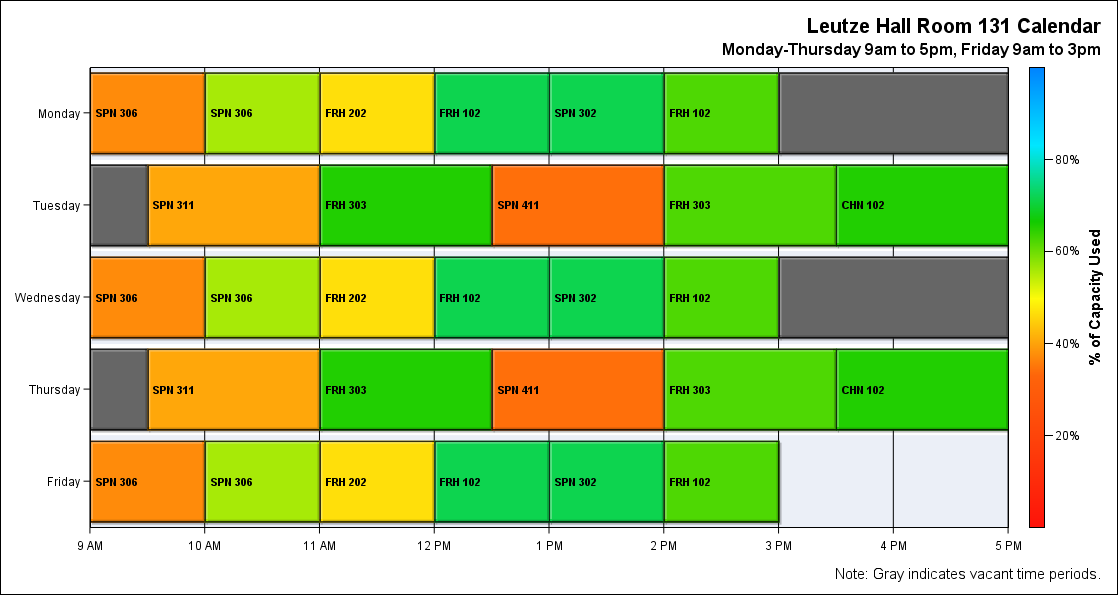 Leutze Hall Room 131 Calendar
Monday-Thursday 9am to 5pm, Friday 9am to 3pm
Monday
SPN 306
SPN 306
FRH 202
FRH 102
SPN 302
FRH 102
Tuesday
SPN 311
FRH 303
SPN 411
FRH 303
CHN 102
Wednesday
SPN 306
SPN 306
FRH 202
FRH 102
SPN 302
FRH 102
Thursday
SPN 311
FRH 303
SPN 411
FRH 303
CHN 102
Friday
SPN 306
SPN 306
FRH 202
FRH 102
SPN 302
FRH 102
9 AM
10 AM
11 AM
12 PM
1 PM
2 PM
3 PM
4 PM
5 PM
80%
60%
40%
20%
% of Capacity Used
Note: Gray indicates vacant time periods.